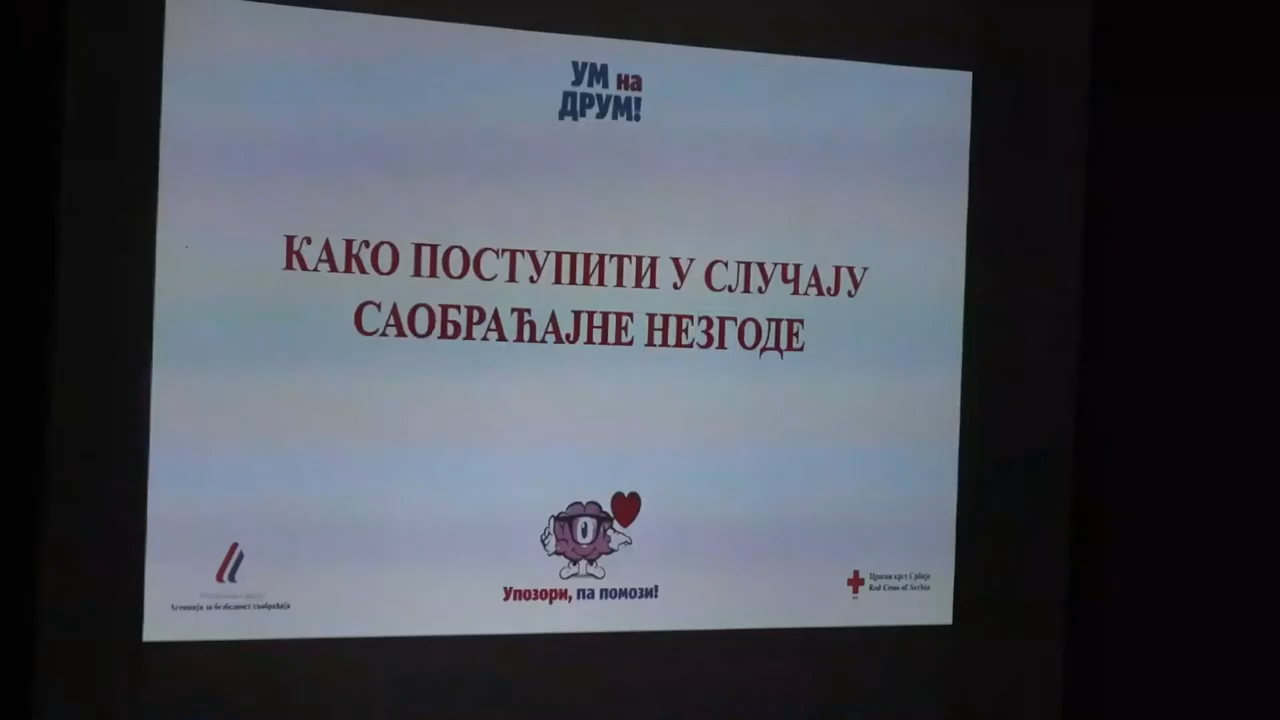 УМ на
ДРУМ!
КАКО ПОСТУПИТИ У СЛУЧАЈУ
САОБРАЋАЈНЕ НЕЗГОДЕ
Упозори, па помози!
Агенција за безбедност саобраћаја
Црвени крст Србије
Red Cross of Serbia